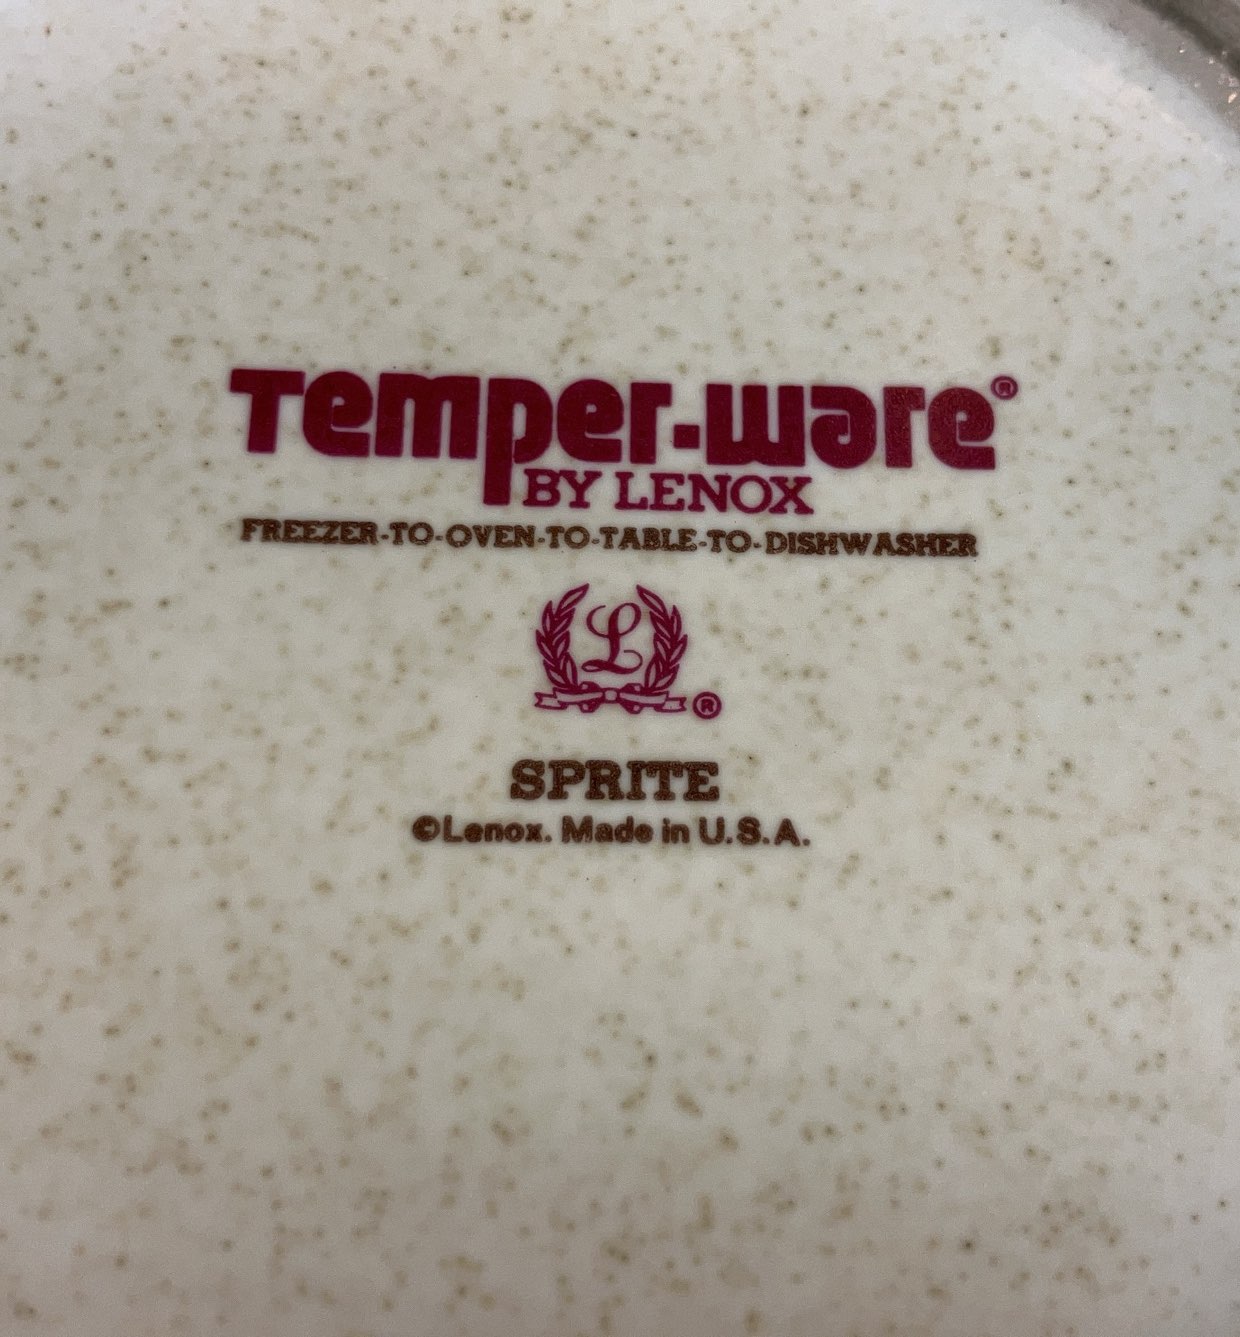 Temper-ware®
BY LENOX
FREEZER-TO-OVEN-TO-TABLE-TO-DISHWASHER
L ®
SPRITE
©Lenox. Made in U.S.A.